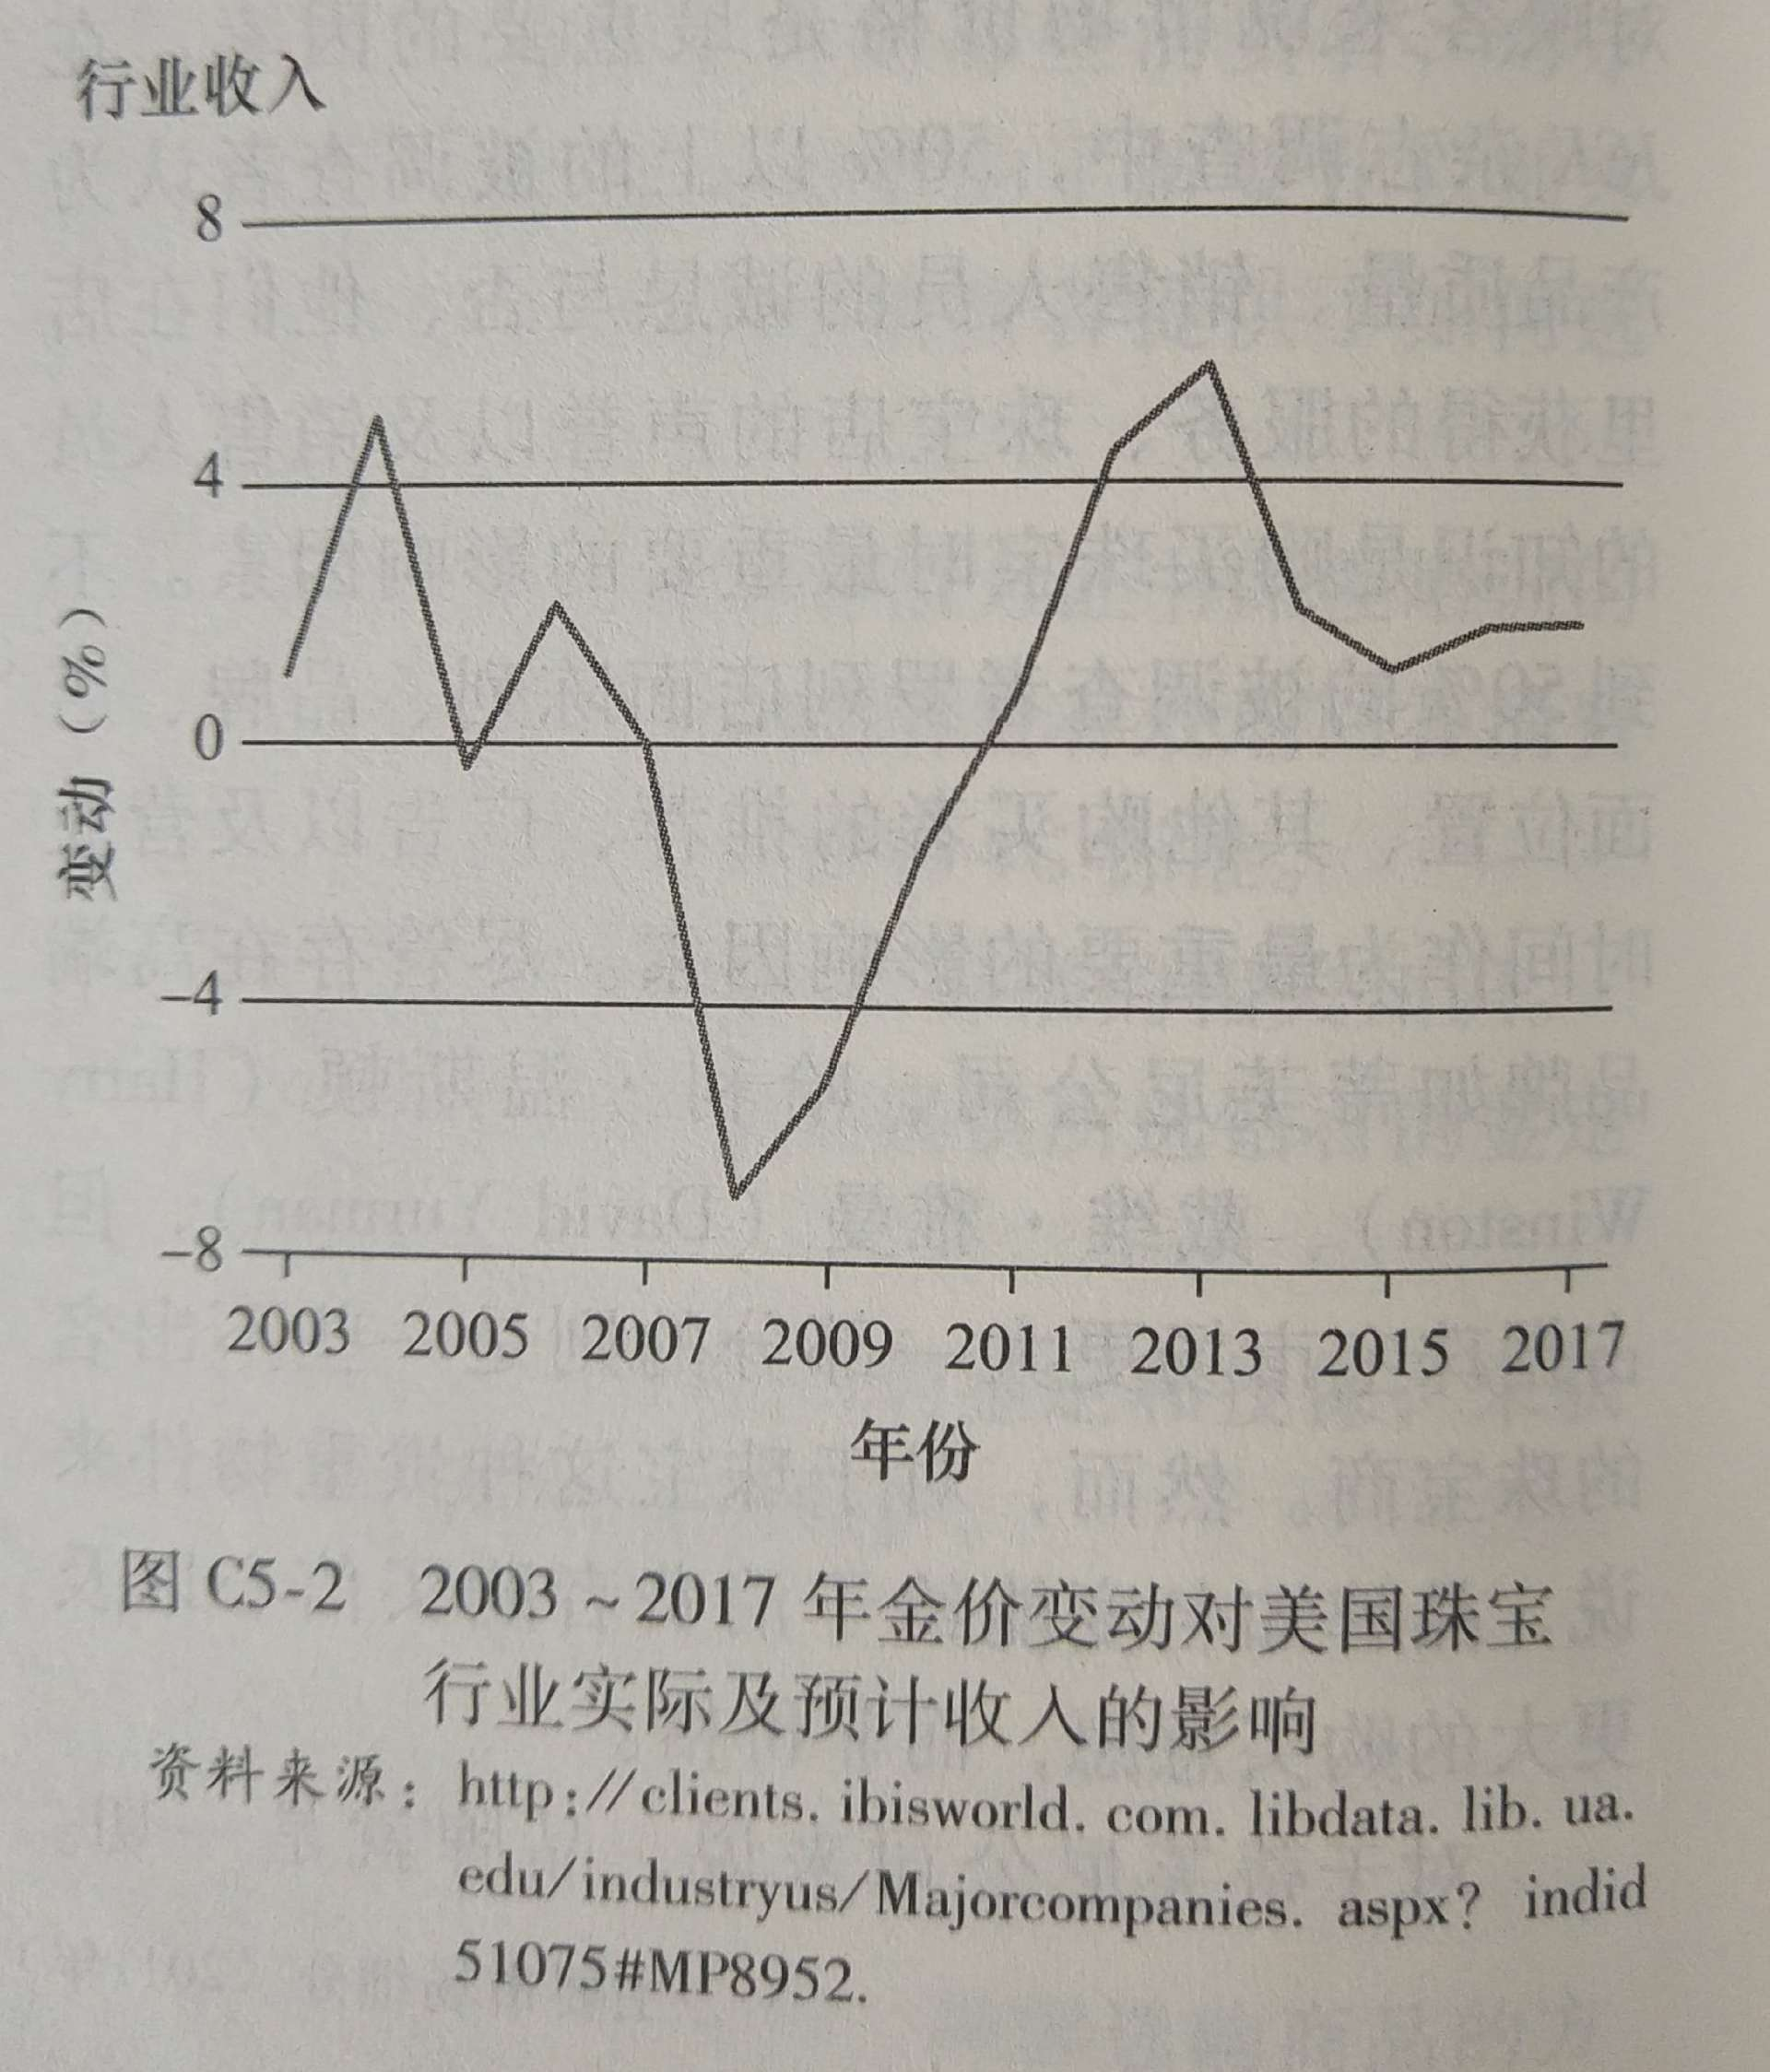 行业收入
8
4
0
-4
-8
变动（%）
2003 2005 2007 2009 2011 2013 2015 2017
年份
图 C5-2 2003 ~ 2017 年金价变动对美国珠宝
行业实际及预计收入的影响
资料来源：http://clients. ibisworld. com. libdata. lib. ua.
edu/industryus/Majorcompanies. aspx? indid
51075#MP8952.